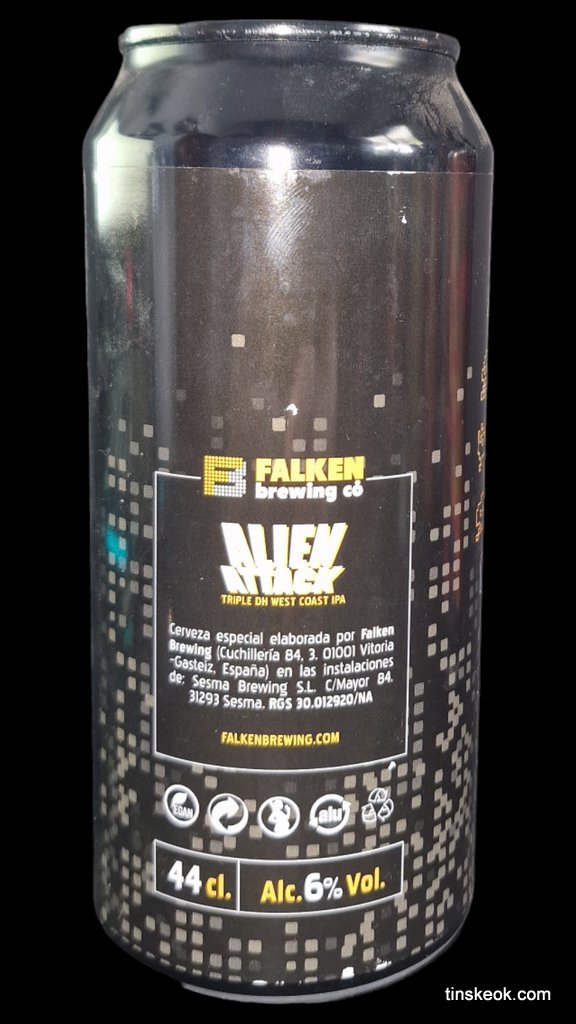 FALKEN
brewing co
ALIEN
ATTACK
TRIPLE DH WEST COAST IPA
Cerveza especial elaborada por Falken
Brewing (Cuchillería 84, 3. 01001 Vitoria
-Gasteiz, España) en las instalaciones
de: Sesma Brewing S.L. C/Mayor 84.
31293 Sesma. RGS 30.012920/NA
FALKENBREWING.COM
VEGAN
alu
44 cl.
Alc. 6% Vol.
tinskeok.com